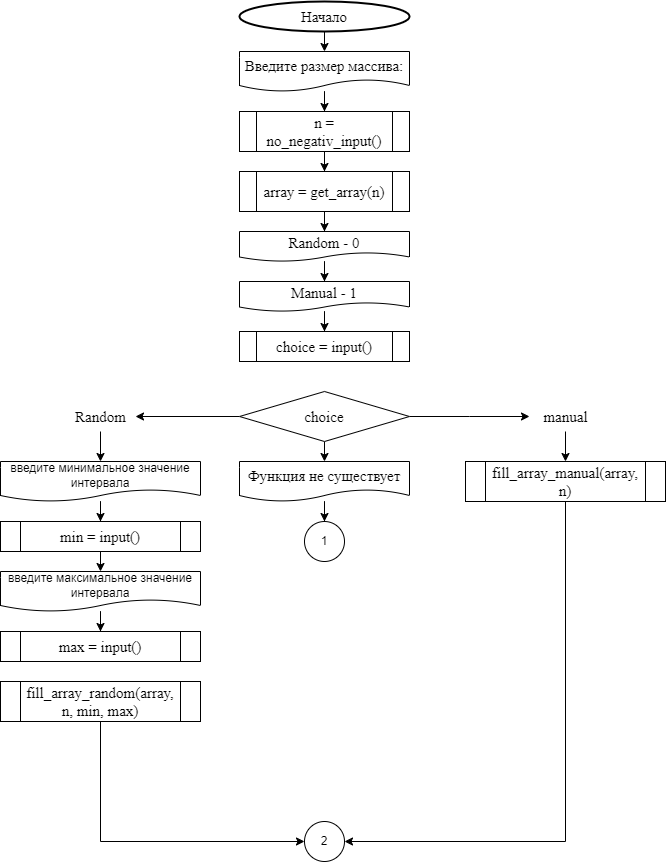 Начало
Введите размер массива:
n =
no_negativ_input()
array = get_array(n)
Random - 0
Manual - 1
choice = input()
Random
choice
manual
введите минимальное значение
интервала
Функция не существует
fill_array_manual(array,
n)
min = input()
1
введите максимальное значение
интервала
max = input()
fill_array_random(array,
n, min, max)
2